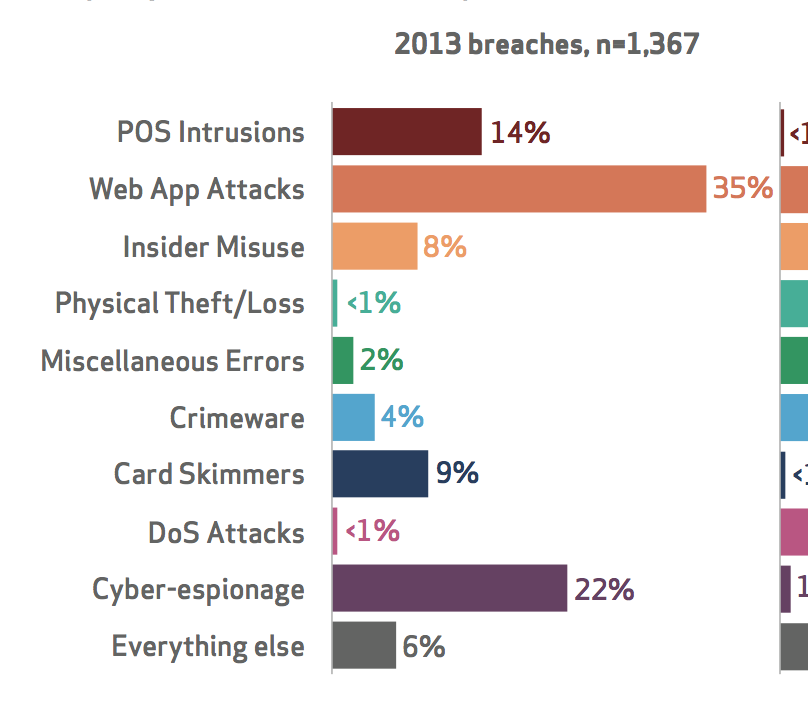 2013 breaches, n=1,367
POS Intrusions 14% <1
Web App Attacks 35%
Insider Misuse 8%
Physical Theft/Loss <1%
Miscellaneous Errors 2%
Crimeware 4%
Card Skimmers 9%
DoS Attacks <1%
Cyber-espionage 22%
Everything else 6%